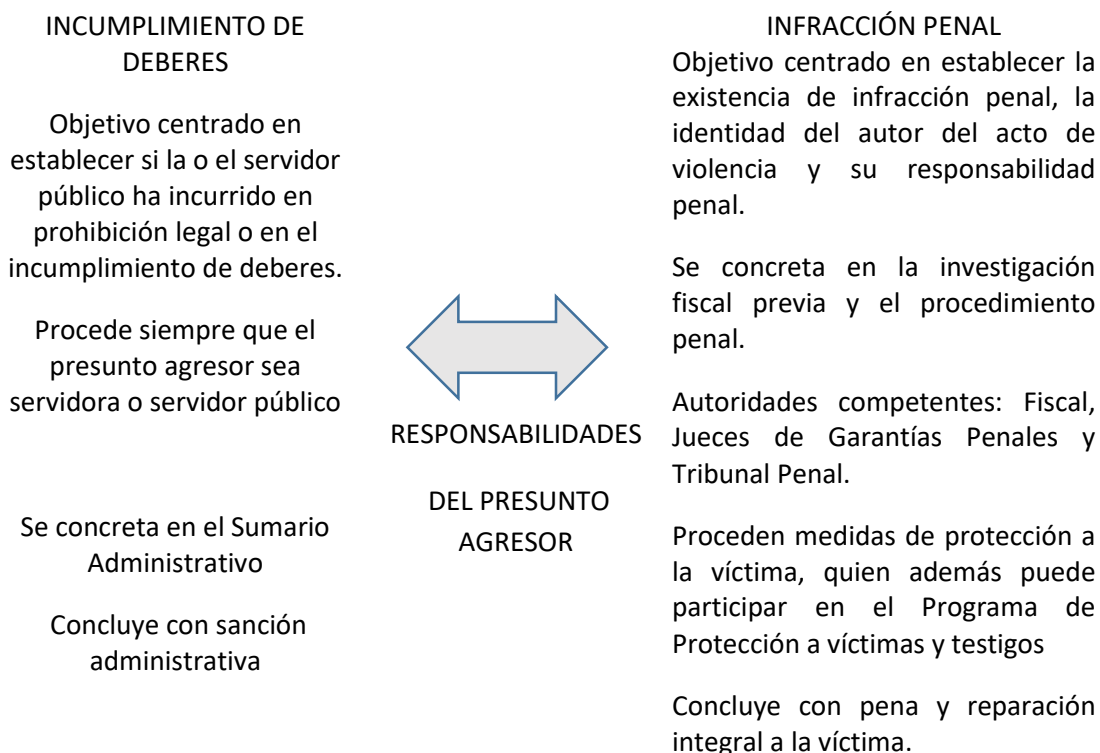 INCUMPLIMIENTO DE
DEBERES
Objetivo centrado en
establecer si la o el servidor
público ha incurrido en
prohibición legal o en el
incumplimiento de deberes.
Procede siempre que el
presunto agresor sea
servidora o servidor público
Se concreta en el Sumario
Administrativo
Concluye con sanción
administrativa
RESPONSABILIDADES
DEL PRESUNTO
AGRESOR
INFRACCIÓN PENAL
Objetivo centrado en establecer la
existencia de infracción penal, la
identidad del autor del acto de
violencia y su responsabilidad
penal.
Se concreta en la investigación
fiscal previa y el procedimiento
penal.
Autoridades competentes: Fiscal,
Jueces de Garantías Penales y
Tribunal Penal.
Proceden medidas de protección a
la víctima, quien además puede
participar en el Programa de
Protección a víctimas y testigos
Concluye con pena y reparación
integral a la víctima.